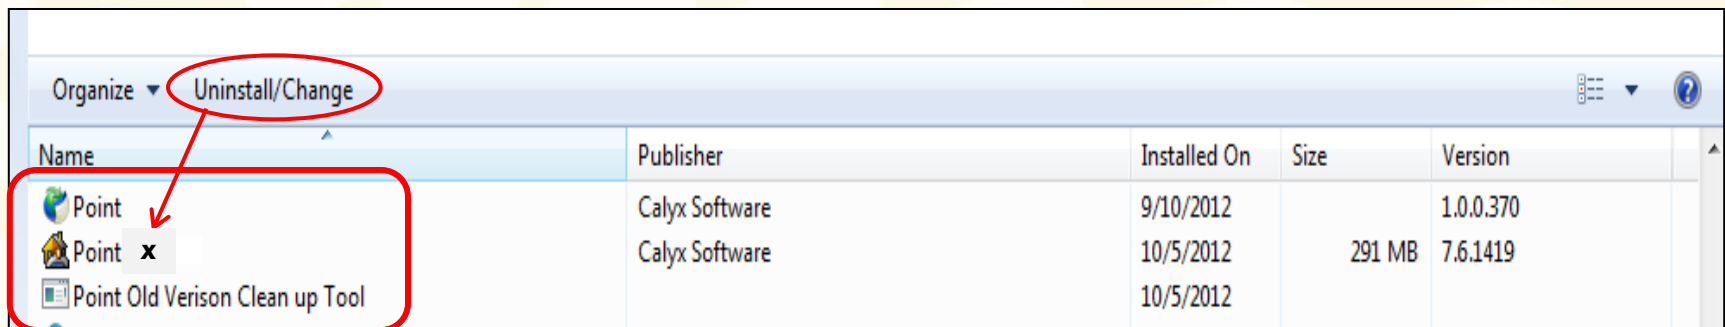 Organize Uninstall/Change
Name Publisher Installed On Size Version
Point Calyx Software 9/10/2012 1.0.0.370
Point x Calyx Software 10/5/2012 291 MB 7.6.1419
Point Old Verison Clean up Tool 10/5/2012